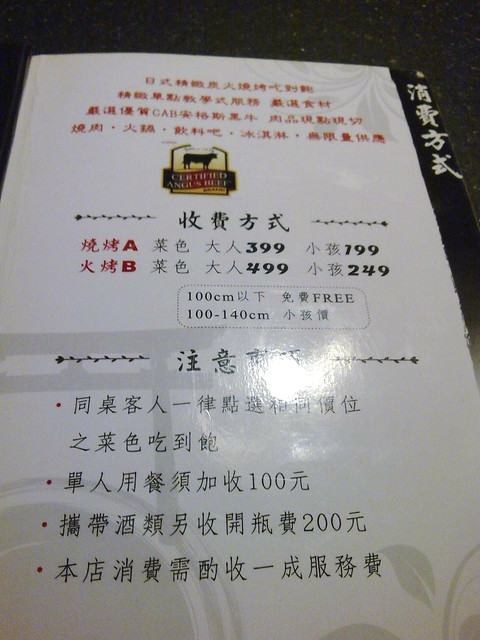 消費方式
日式精緻炭火燒烤吃到飽
精緻單點教學式服務 嚴選食材
嚴選優質CAB安格斯黑牛 肉品現點現切
燒肉・火鍋・飲料吧・冰淇淋・無限量供應
CERTIFIED
ANGUS BEEF
收費方式
燒烤A 菜色 大人399 小孩199
火烤B 菜色 大人499 小孩249
100cm以下 免費FREE
100-140cm 小孩價
注意事項
・同桌客人一律點選相同價位
之菜色吃到飽
・單人用餐須加收100元
・攜帶酒類另收開瓶費200元
・本店消費需酌收一成服務費